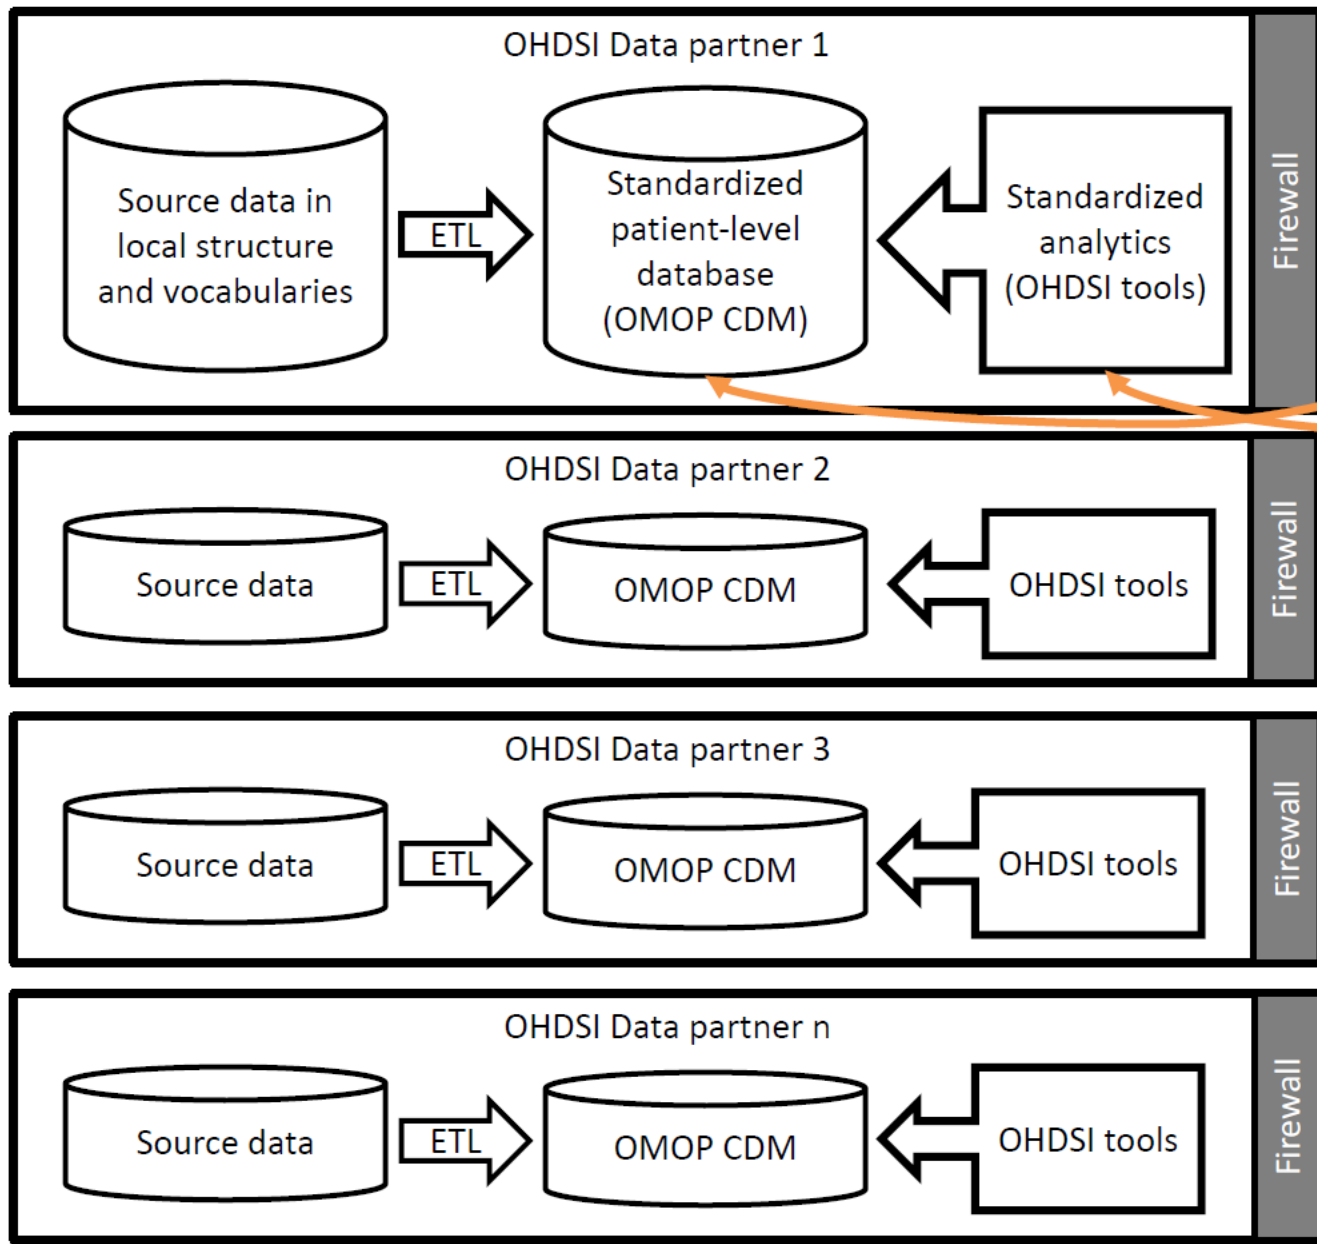 OHDSI Data partner 1
Source data in
local structure
and vocabularies
ETL
Standardized
patient-level
database
(OMOP CDM)
Standardized
analytics
(OHDSI tools)
Firewall
OHDSI Data partner 2
Source data
ETL
OMOP CDM
OHDSI tools
Firewall
OHDSI Data partner 3
Source data
ETL
OMOP CDM
OHDSI tools
Firewall
OHDSI Data partner n
Source data
ETL
OMOP CDM
OHDSI tools
Firewall